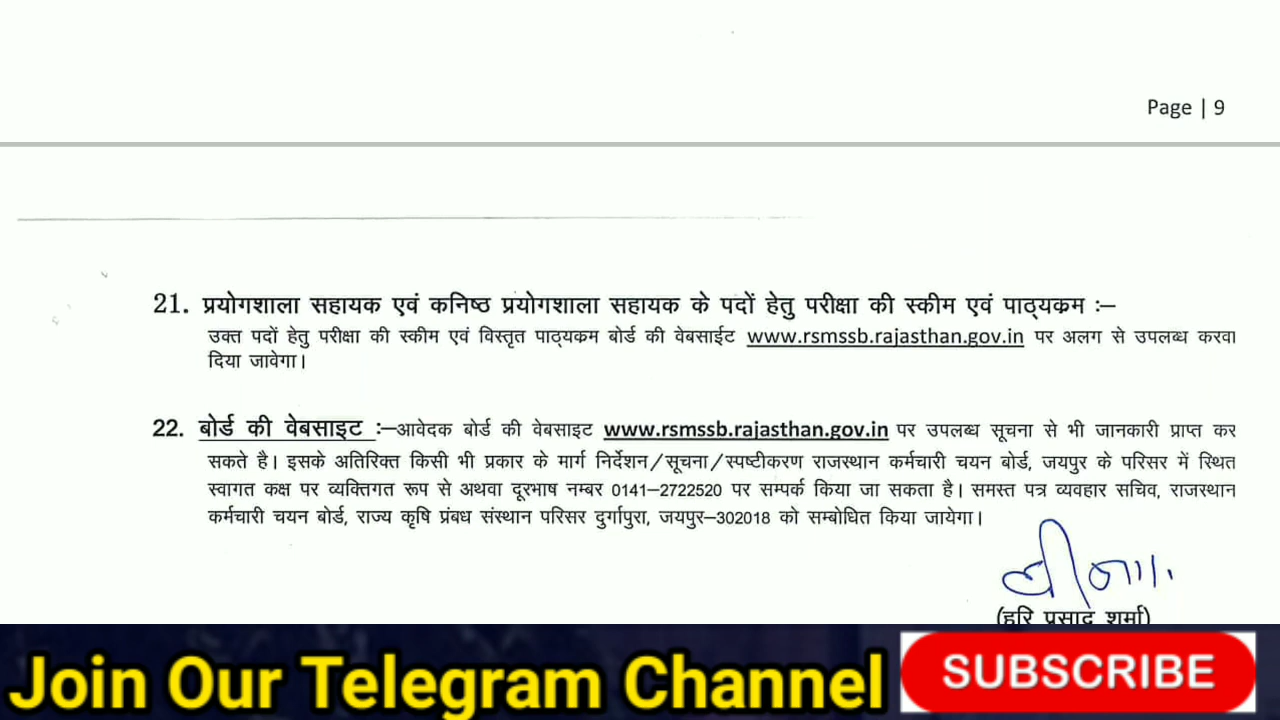 Page | 9
21. प्रयोगशाला सहायक एवं कनिष्ठ प्रयोगशाला सहायक के पदों हेतु परीक्षा की स्कीम एवं पाठ्यक्रम :–
उक्त पदों हेतु परीक्षा की स्कीम एवं विस्तृत पाठ्यक्रम बोर्ड की वेबसाईट www.rsmssb.rajasthan.gov.in पर अलग से उपलब्ध करवा
दिया जावेगा।
22. बोर्ड की वेबसाइट :–आवेदक बोर्ड की वेबसाइट www.rsmssb.rajasthan.gov.in पर उपलब्ध सूचना से भी जानकारी प्राप्त कर
सकते है। इसके अतिरिक्त किसी भी प्रकार के मार्ग निर्देशन/सूचना/स्पष्टीकरण राजस्थान कर्मचारी चयन बोर्ड, जयपुर के परिसर में स्थित
स्वागत कक्ष पर व्यक्तिगत रूप से अथवा दूरभाष नम्बर 0141–2722520 पर सम्पर्क किया जा सकता है। समस्त पत्र व्यवहार सचिव, राजस्थान
कर्मचारी चयन बोर्ड, राज्य कृषि प्रंबध संस्थान परिसर दुर्गापुरा, जयपुर–302018 को सम्बोधित किया जायेगा।
(हरि प्रसाद शर्मा)
Join Our Telegram Channel SUBSCRIBE